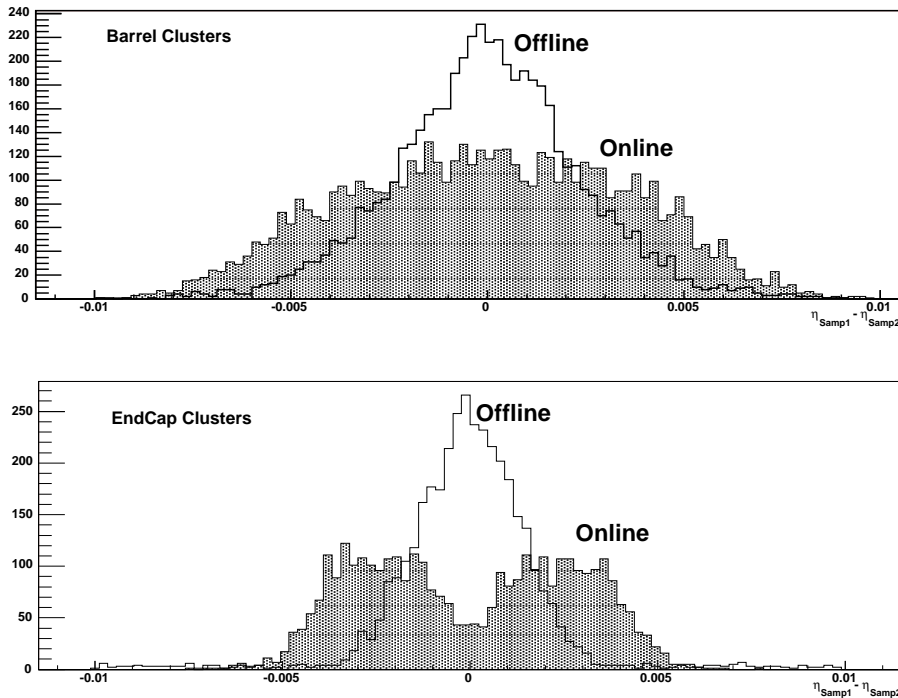 240
220
200
180
160
140
120
100
80
60
40
20
0
Barrel Clusters
Offline
Online
-0.01 -0.005 0 0.005 0.01
ηSamp1 - ηSamp2
250
200
150
100
50
0
EndCap Clusters
Offline
Online
-0.01 -0.005 0 0.005 0.01
ηSamp1 - ηSamp2